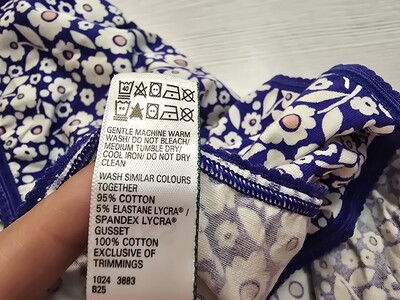 GENTLE MACHINE WARM
WASH/ DO NOT BLEACH/
MEDIUM TUMBLE DRY/
COOL IRON/ DO NOT DRY
CLEAN
WASH SIMILAR COLOURS
TOGETHER
95% COTTON
5% ELASTANE LYCRA®/
SPANDEX LYCRA®
GUSSET
100% COTTON
EXCLUSIVE OF
TRIMMINGS
1024 3683
B25